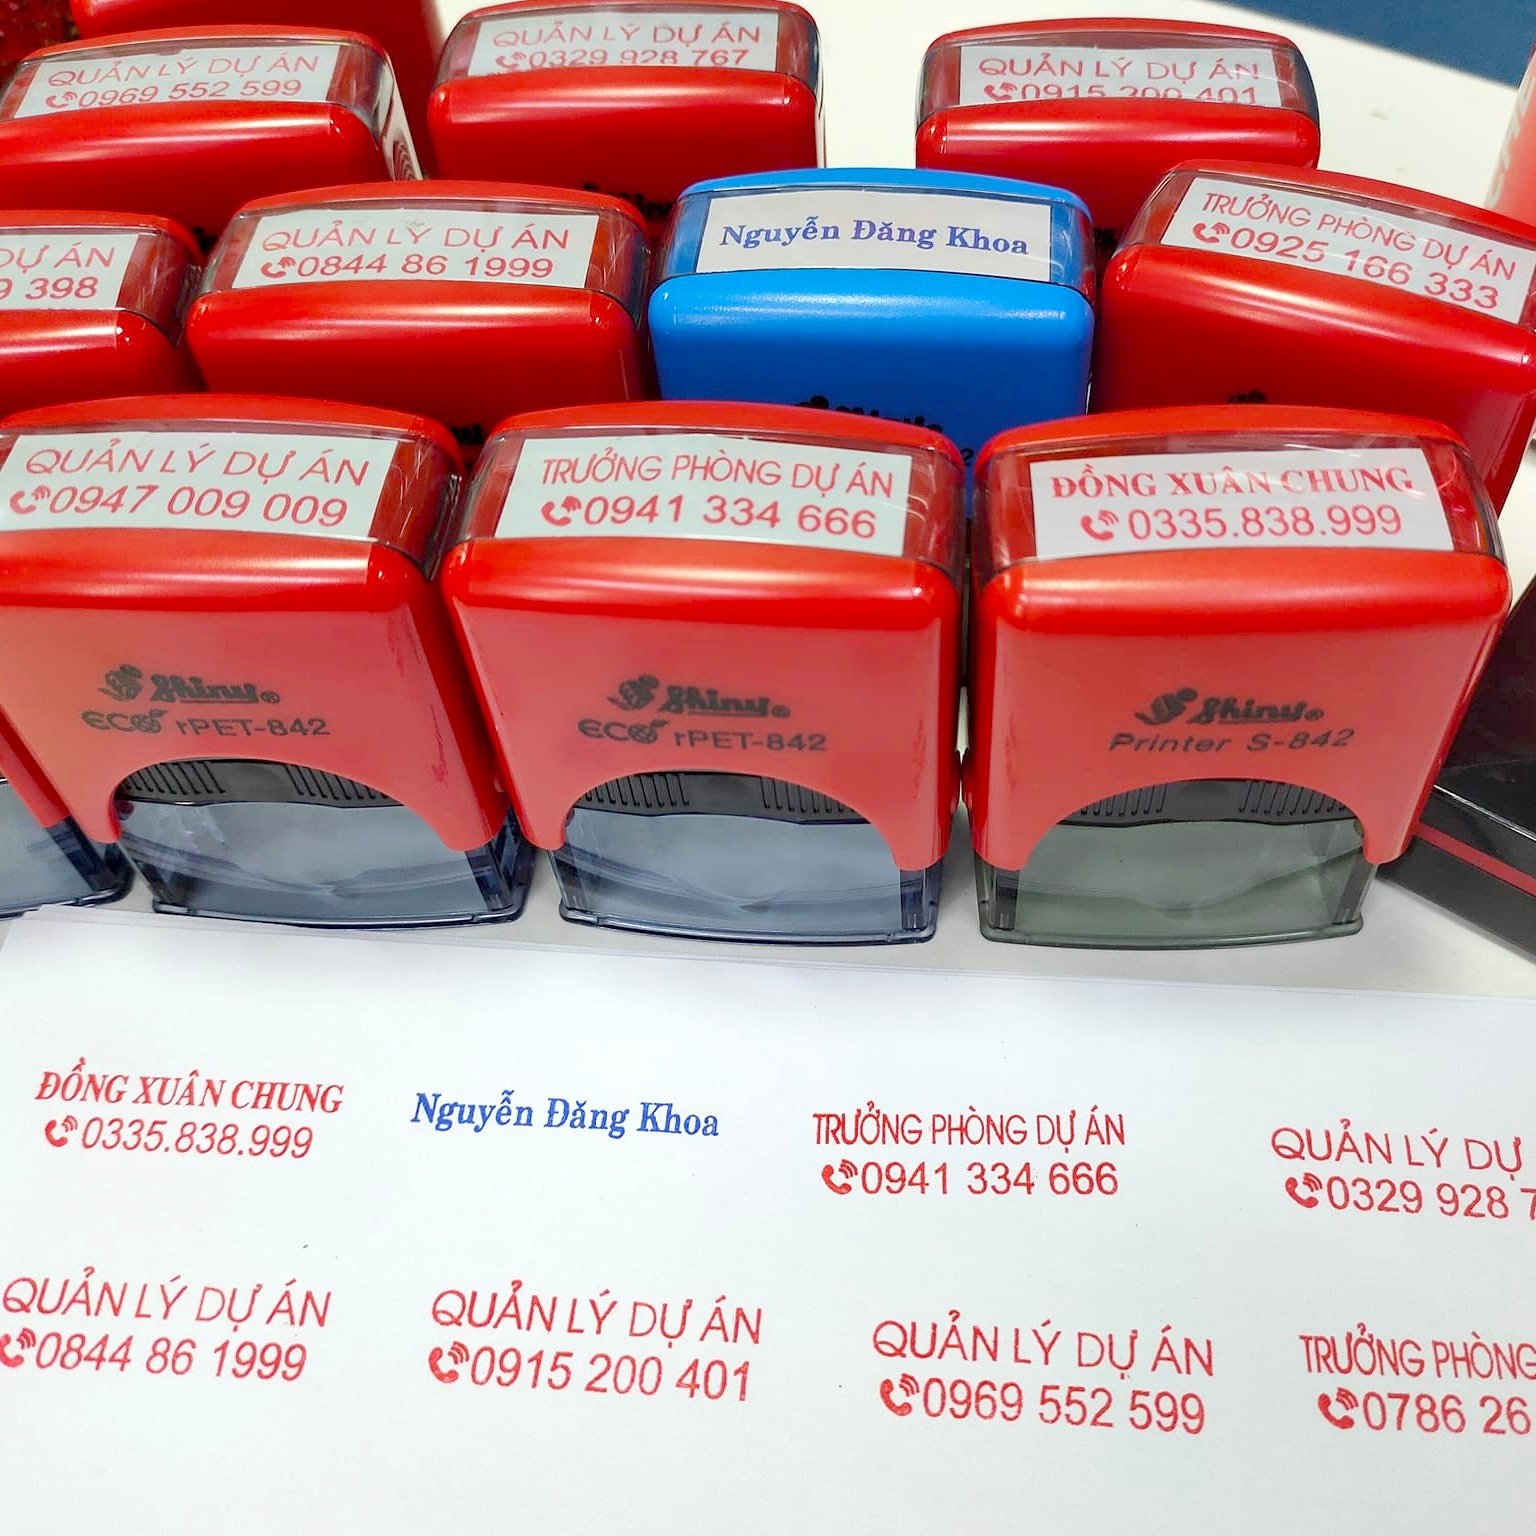 QUẢN LÝ DỰ ÁN
0969 552 599
QUẢN LÝ DỰ ÁN
0329 928 767
QUẢN LÝ DỰ ÁN
0915 200 401
DỰ ÁN
9 398
QUẢN LÝ DỰ ÁN
0844 86 1999
Nguyễn Đăng Khoa
TRƯỞNG PHÒNG DỰ ÁN
0925 166 333
QUẢN LÝ DỰ ÁN
0947 009 009
TRƯỞNG PHÒNG DỰ ÁN
0941 334 666
ĐỒNG XUÂN CHUNG
0335.838.999
Shiny®
ECO rPET-842
Shiny®
ECO rPET-842
Shiny®
Printer S-842
ĐỒNG XUÂN CHUNG
0335.838.999
Nguyễn Đăng Khoa
TRƯỞNG PHÒNG DỰ ÁN
0941 334 666
QUẢN LÝ DỰ
0329 928 7
QUẢN LÝ DỰ ÁN
0844 86 1999
QUẢN LÝ DỰ ÁN
0915 200 401
QUẢN LÝ DỰ ÁN
0969 552 599
TRƯỞNG PHÒNG
0786 26